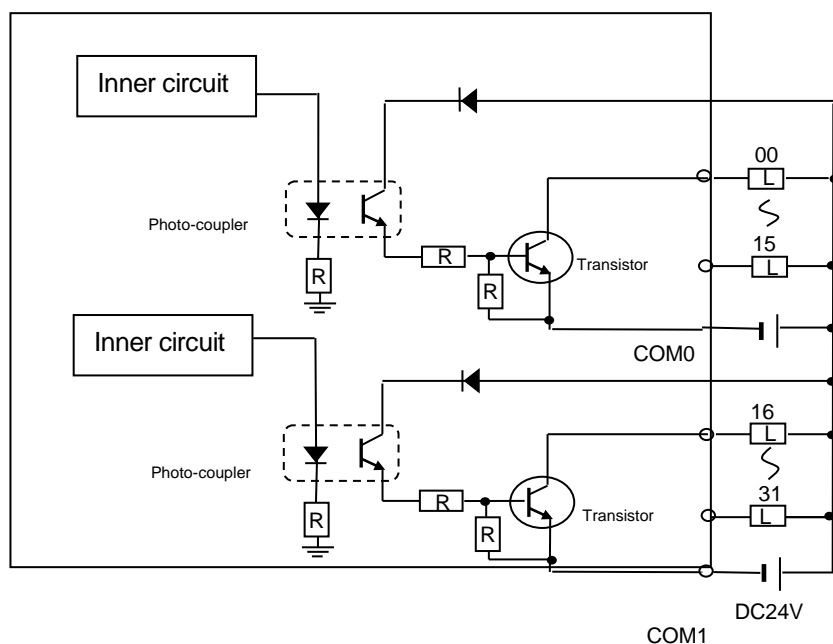 Inner circuit
00
L
Photo-coupler
15
R
Transistor
L
R
R
COM0
Inner circuit
16
L
Photo-coupler
31
R
Transistor
L
R
R
DC24V
COM1